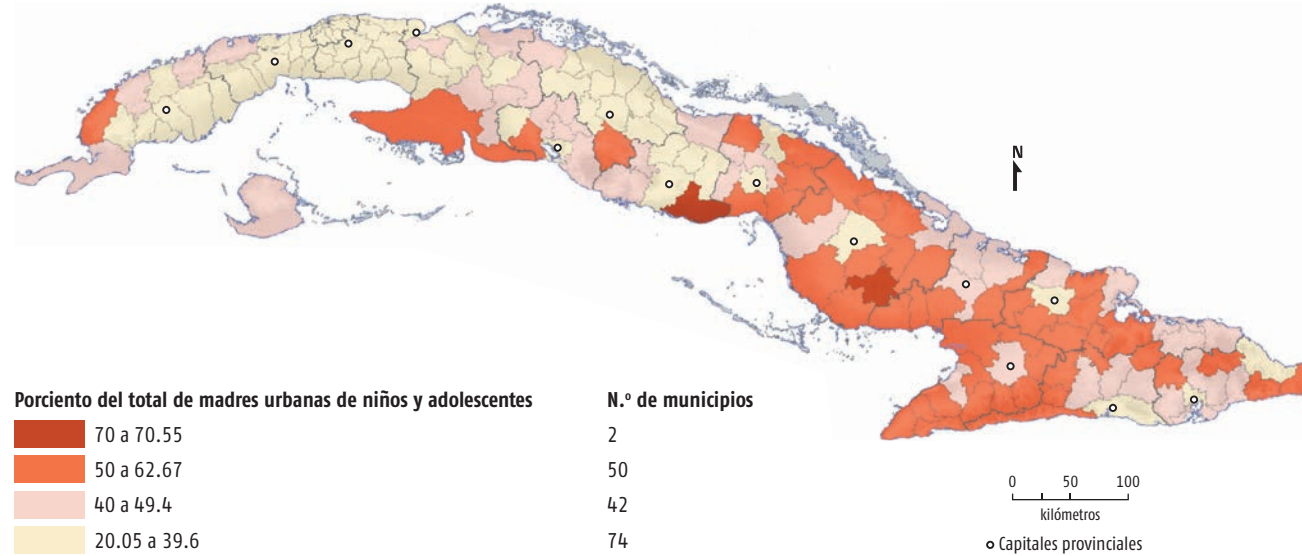 N
Porciento del total de madres urbanas de niños y adolescentes N.º de municipios
70 a 70.55 2
50 a 62.67 50
40 a 49.4 42
20.05 a 39.6 74
0 50 100
kilómetros
Capitales provinciales